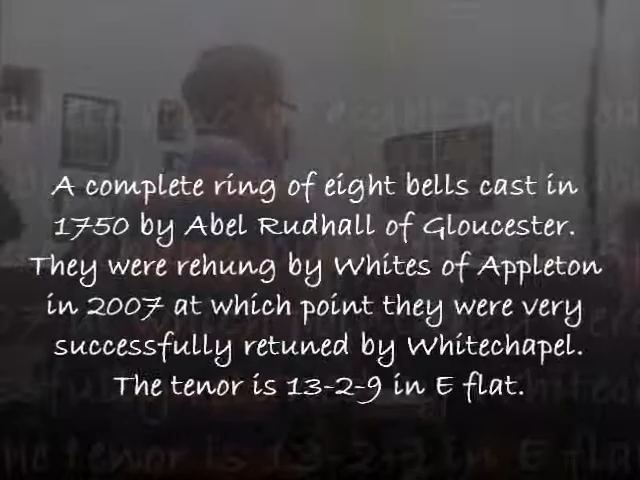 A complete ring of eight bells cast in
1750 by Abel Rudhall of Gloucester.
They were rehung by Whites of Appleton
in 2007 at which point they were very
successfully retuned by Whitechapel.
The tenor is 13-2-9 in E flat.